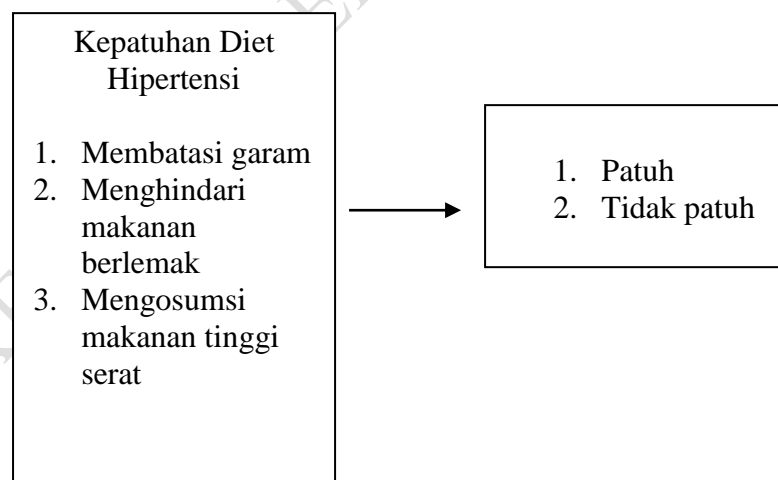 Kepatuhan Diet
Hipertensi
1. Membatasi garam
2. Menghindari
makanan
berlemak
3. Mengosumsi
makanan tinggi
serat
1. Patuh
2. Tidak patuh